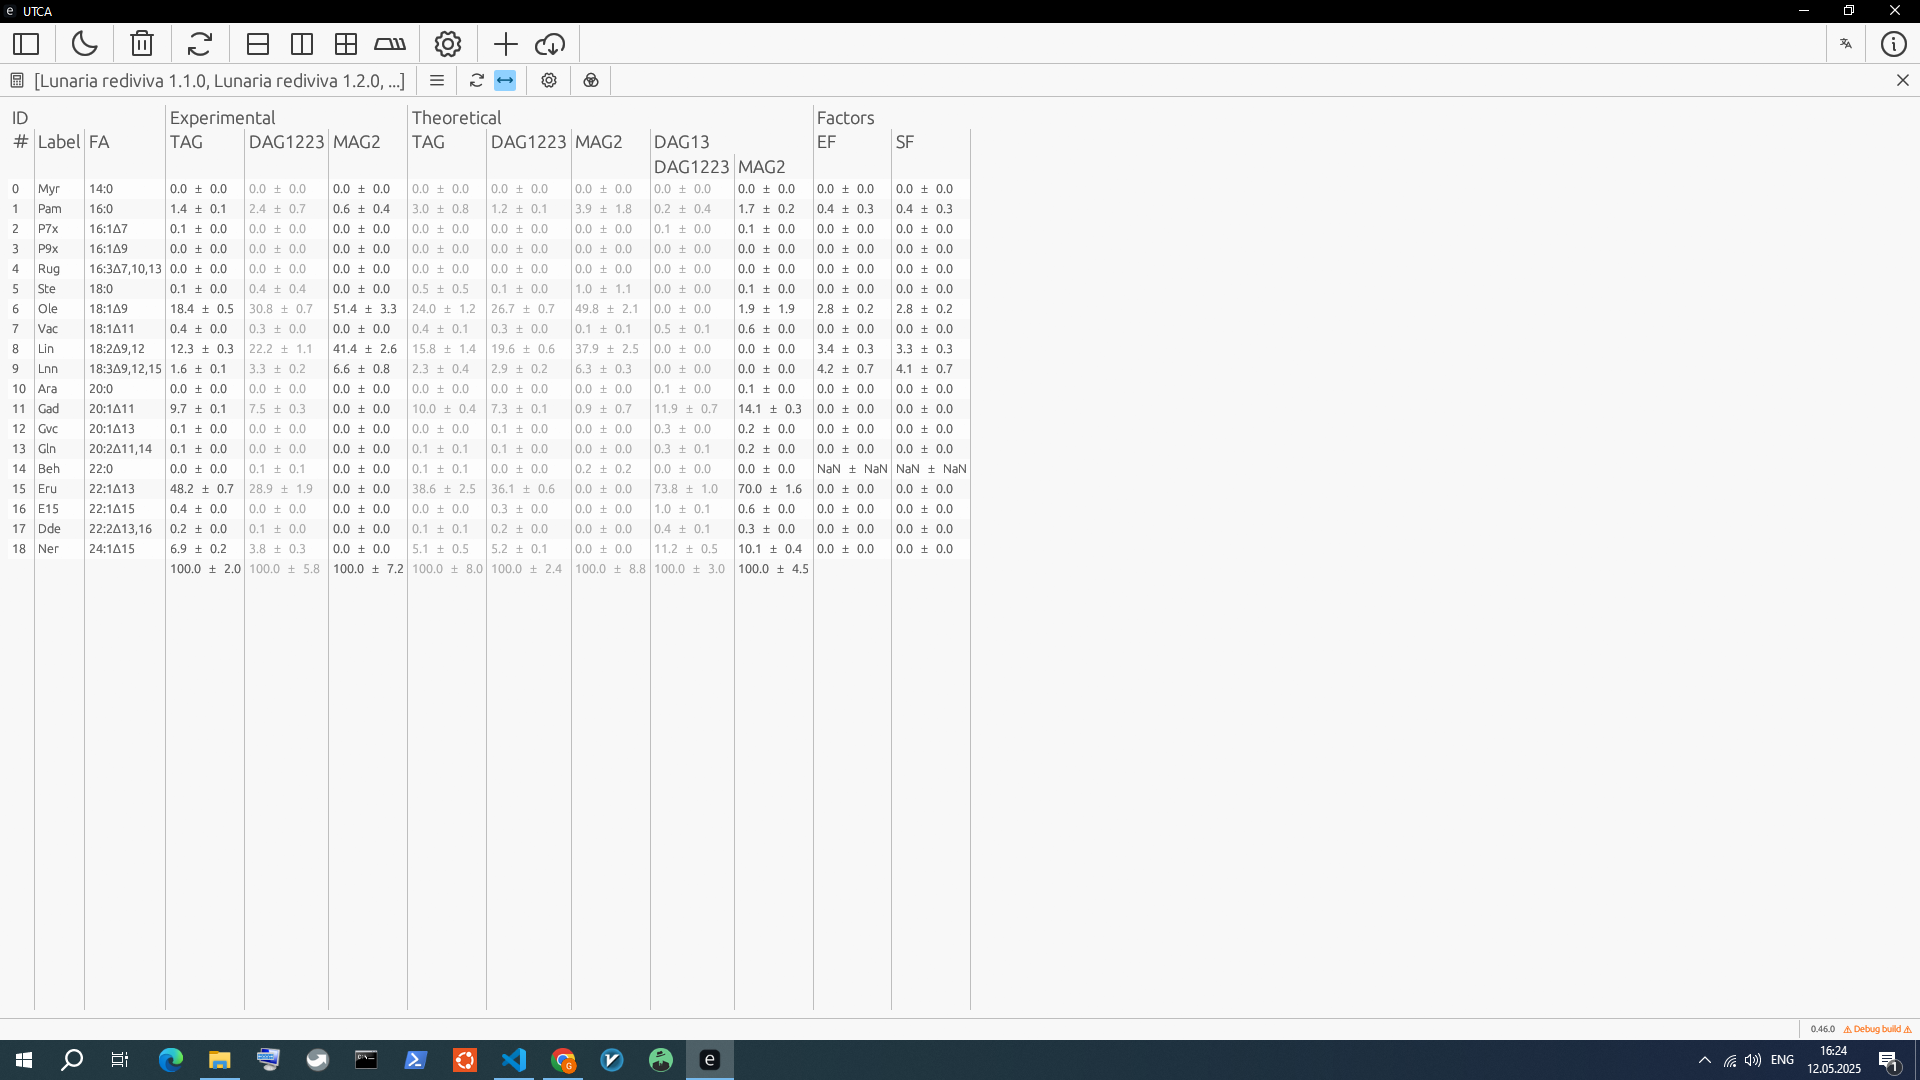 UTCA
[Lunaria rediviva 1.1.0, Lunaria rediviva 1.2.0, ...]
ID Experimental Theoretical Factors
# Label FA TAG DAG1223 MAG2 TAG DAG1223 MAG2 DAG13 EF SF
DAG1223 MAG2
0 Myr 14:0 0.0 ± 0.0 0.0 ± 0.0 0.0 ± 0.0 0.0 ± 0.0 0.0 ± 0.0 0.0 ± 0.0 0.0 ± 0.0 0.0 ± 0.0 0.0 ± 0.0 0.0 ± 0.0
1 Pam 16:0 1.4 ± 0.1 2.4 ± 0.7 0.6 ± 0.4 3.0 ± 0.8 1.2 ± 0.1 3.9 ± 1.8 0.2 ± 0.4 1.7 ± 0.2 0.4 ± 0.3 0.4 ± 0.3
2 P7x 16:1Δ7 0.1 ± 0.0 0.0 ± 0.0 0.0 ± 0.0 0.0 ± 0.0 0.0 ± 0.0 0.0 ± 0.0 0.1 ± 0.0 0.1 ± 0.0 0.0 ± 0.0 0.0 ± 0.0
3 P9x 16:1Δ9 0.0 ± 0.0 0.0 ± 0.0 0.0 ± 0.0 0.0 ± 0.0 0.0 ± 0.0 0.0 ± 0.0 0.0 ± 0.0 0.0 ± 0.0 0.0 ± 0.0 0.0 ± 0.0
4 Rug 16:3Δ7,10,13 0.0 ± 0.0 0.0 ± 0.0 0.0 ± 0.0 0.0 ± 0.0 0.0 ± 0.0 0.0 ± 0.0 0.0 ± 0.0 0.0 ± 0.0 0.0 ± 0.0 0.0 ± 0.0
5 Ste 18:0 0.1 ± 0.0 0.4 ± 0.4 0.0 ± 0.0 0.5 ± 0.5 0.1 ± 0.0 1.0 ± 1.1 0.0 ± 0.0 0.1 ± 0.0 0.0 ± 0.0 0.0 ± 0.0
6 Ole 18:1Δ9 18.4 ± 0.5 30.8 ± 0.7 51.4 ± 3.3 24.0 ± 1.2 26.7 ± 0.7 49.8 ± 2.1 0.0 ± 0.0 1.9 ± 1.9 2.8 ± 0.2 2.8 ± 0.2
7 Vac 18:1Δ11 0.4 ± 0.0 0.3 ± 0.0 0.0 ± 0.0 0.4 ± 0.1 0.3 ± 0.0 0.1 ± 0.1 0.5 ± 0.1 0.6 ± 0.0 0.0 ± 0.0 0.0 ± 0.0
8 Lin 18:2Δ9,12 12.3 ± 0.3 22.2 ± 1.1 41.4 ± 2.6 15.8 ± 1.4 19.6 ± 0.6 37.9 ± 2.5 0.0 ± 0.0 0.0 ± 0.0 3.4 ± 0.3 3.3 ± 0.3
9 Lnn 18:3Δ9,12,15 1.6 ± 0.1 3.3 ± 0.2 6.6 ± 0.8 2.3 ± 0.4 2.9 ± 0.2 6.3 ± 0.3 0.0 ± 0.0 0.0 ± 0.0 4.2 ± 0.7 4.1 ± 0.7
10 Ara 20:0 0.0 ± 0.0 0.0 ± 0.0 0.0 ± 0.0 0.0 ± 0.0 0.0 ± 0.0 0.0 ± 0.0 0.1 ± 0.0 0.1 ± 0.0 0.0 ± 0.0 0.0 ± 0.0
11 Gad 20:1Δ11 9.7 ± 0.1 7.5 ± 0.3 0.0 ± 0.0 10.0 ± 0.4 7.3 ± 0.1 0.9 ± 0.7 11.9 ± 0.7 14.1 ± 0.3 0.0 ± 0.0 0.0 ± 0.0
12 Gvc 20:1Δ13 0.1 ± 0.0 0.0 ± 0.0 0.0 ± 0.0 0.0 ± 0.0 0.1 ± 0.0 0.0 ± 0.0 0.3 ± 0.0 0.2 ± 0.0 0.0 ± 0.0 0.0 ± 0.0
13 Gln 20:2Δ11,14 0.1 ± 0.0 0.0 ± 0.0 0.0 ± 0.0 0.1 ± 0.1 0.1 ± 0.0 0.0 ± 0.0 0.3 ± 0.1 0.2 ± 0.0 0.0 ± 0.0 0.0 ± 0.0
14 Beh 22:0 0.0 ± 0.0 0.1 ± 0.1 0.0 ± 0.0 0.1 ± 0.1 0.0 ± 0.0 0.2 ± 0.2 0.0 ± 0.0 0.0 ± 0.0 NaN ± NaN NaN ± NaN
15 Eru 22:1Δ13 48.2 ± 0.7 28.9 ± 1.9 0.0 ± 0.0 38.6 ± 2.5 36.1 ± 0.6 0.0 ± 0.0 73.8 ± 1.0 70.0 ± 1.6 0.0 ± 0.0 0.0 ± 0.0
16 E15 22:1Δ15 0.4 ± 0.0 0.0 ± 0.0 0.0 ± 0.0 0.0 ± 0.0 0.3 ± 0.0 0.0 ± 0.0 1.0 ± 0.1 0.6 ± 0.0 0.0 ± 0.0 0.0 ± 0.0
17 Dde 22:2Δ13,16 0.2 ± 0.0 0.1 ± 0.0 0.0 ± 0.0 0.1 ± 0.1 0.2 ± 0.0 0.0 ± 0.0 0.4 ± 0.1 0.3 ± 0.0 0.0 ± 0.0 0.0 ± 0.0
18 Ner 24:1Δ15 6.9 ± 0.2 3.8 ± 0.3 0.0 ± 0.0 5.1 ± 0.5 5.2 ± 0.1 0.0 ± 0.0 11.2 ± 0.5 10.1 ± 0.4 0.0 ± 0.0 0.0 ± 0.0
100.0 ± 2.0 100.0 ± 5.8 100.0 ± 7.2 100.0 ± 8.0 100.0 ± 2.4 100.0 ± 8.8 100.0 ± 3.0 100.0 ± 4.5
0.46.0 ⚠ Debug build ⚠
ENG
16:24
12.05.2025
1